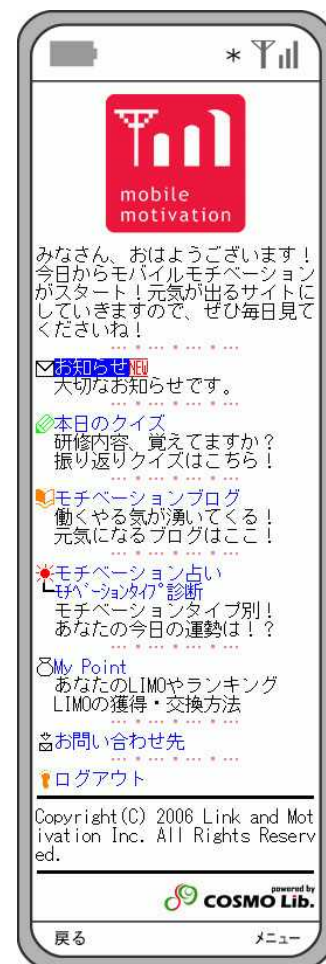 mobile
motivation
みなさん、おはようございます！
今日からモバイルモチベーション
がスタート！元気が出るサイトに
していきますので、ぜひ毎日見て
くださいね！
お知らせNEW
大切なお知らせです。
本日のクイズ
研修内容、覚えてますか？
振り返りクイズはこちら！
モチベーションブログ
働くやる気が湧いてくる！
元気になるブログはここ！
モチベーション占い
ﾓﾁﾍﾞｰｼｮﾝﾀｲﾌﾟ診断
モチベーションタイプ別！
あなたの今日の運勢は！？
My Point
あなたのLIMOやランキング
LIMOの獲得・交換方法
お問い合わせ先
ログアウト
Copyright(C) 2006 Link and Mot
ivation Inc. All Rights Reserv
ed.
powered by
COSMO Lib.
戻る メニュー